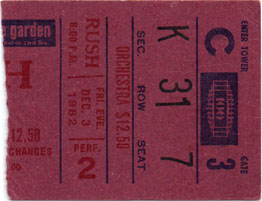 garden
H
12.50
CHANGES
RUSH
FRI. EVE. DEC 3 1982
8:00 P.M.
PERF. 2
ORCHESTRA $12.50
SEC. ROW SEAT
K 31 7
ENTER TOWER
C
100
GATE
3